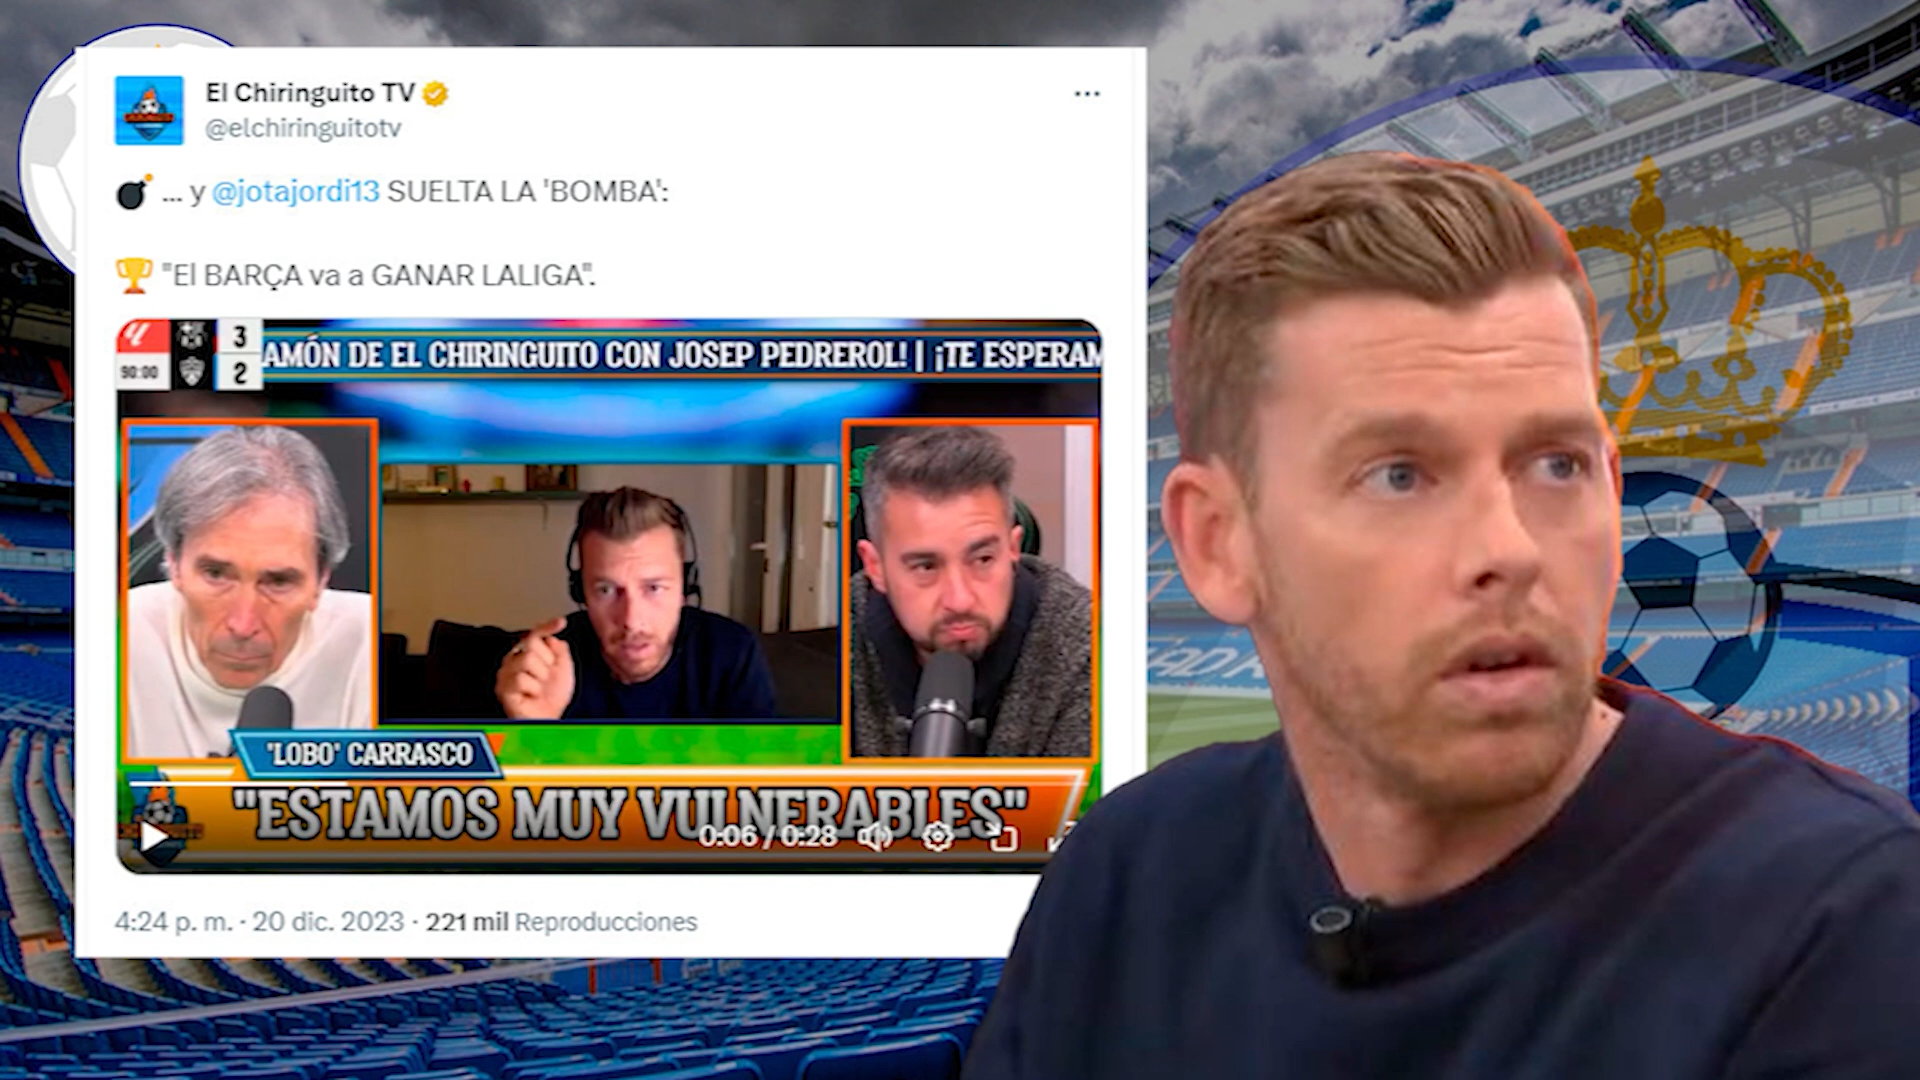 El Chiringuito TV
@elchiringuitotv
... y @jotajordi13 SUELTA LA 'BOMBA':
"El BARÇA va a GANAR LALIGA".
3
90:00 2
AMÓN DE EL CHIRINGUITO CON JOSEP PEDREROL! | ¡TE ESPERAM
'LOBO' CARRASCO
"ESTAMOS MUY VULNERABLES"
0:06 / 0:28
4:24 p. m. · 20 dic. 2023 · 221 mil Reproducciones